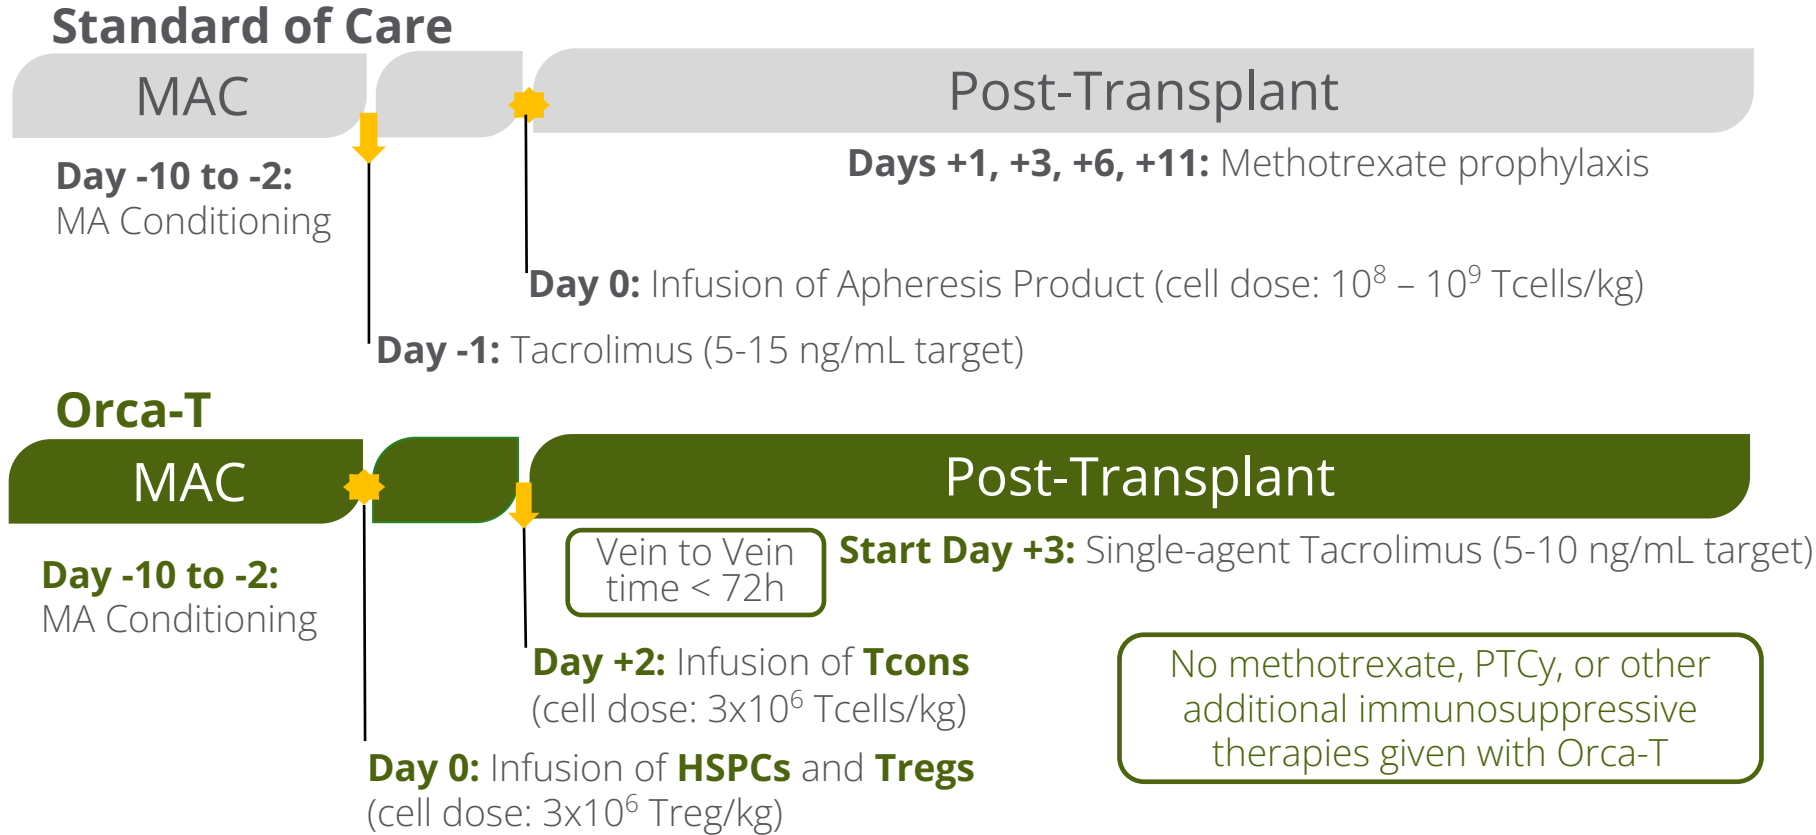 Standard of Care
MAC
Post-Transplant
Day -10 to -2:
MA Conditioning
Days +1, +3, +6, +11: Methotrexate prophylaxis
Day 0: Infusion of Apheresis Product (cell dose: 10⁸ – 10⁹ Tcells/kg)
Day -1: Tacrolimus (5-15 ng/mL target)
Orca-T
MAC
Post-Transplant
Day -10 to -2:
MA Conditioning
Vein to Vein
time < 72h
Start Day +3: Single-agent Tacrolimus (5-10 ng/mL target)
Day +2: Infusion of Tcons
(cell dose: 3x10⁶ Tcells/kg)
No methotrexate, PTCy, or other
additional immunosuppressive
therapies given with Orca-T
Day 0: Infusion of HSPCs and Tregs
(cell dose: 3x10⁶ Treg/kg)